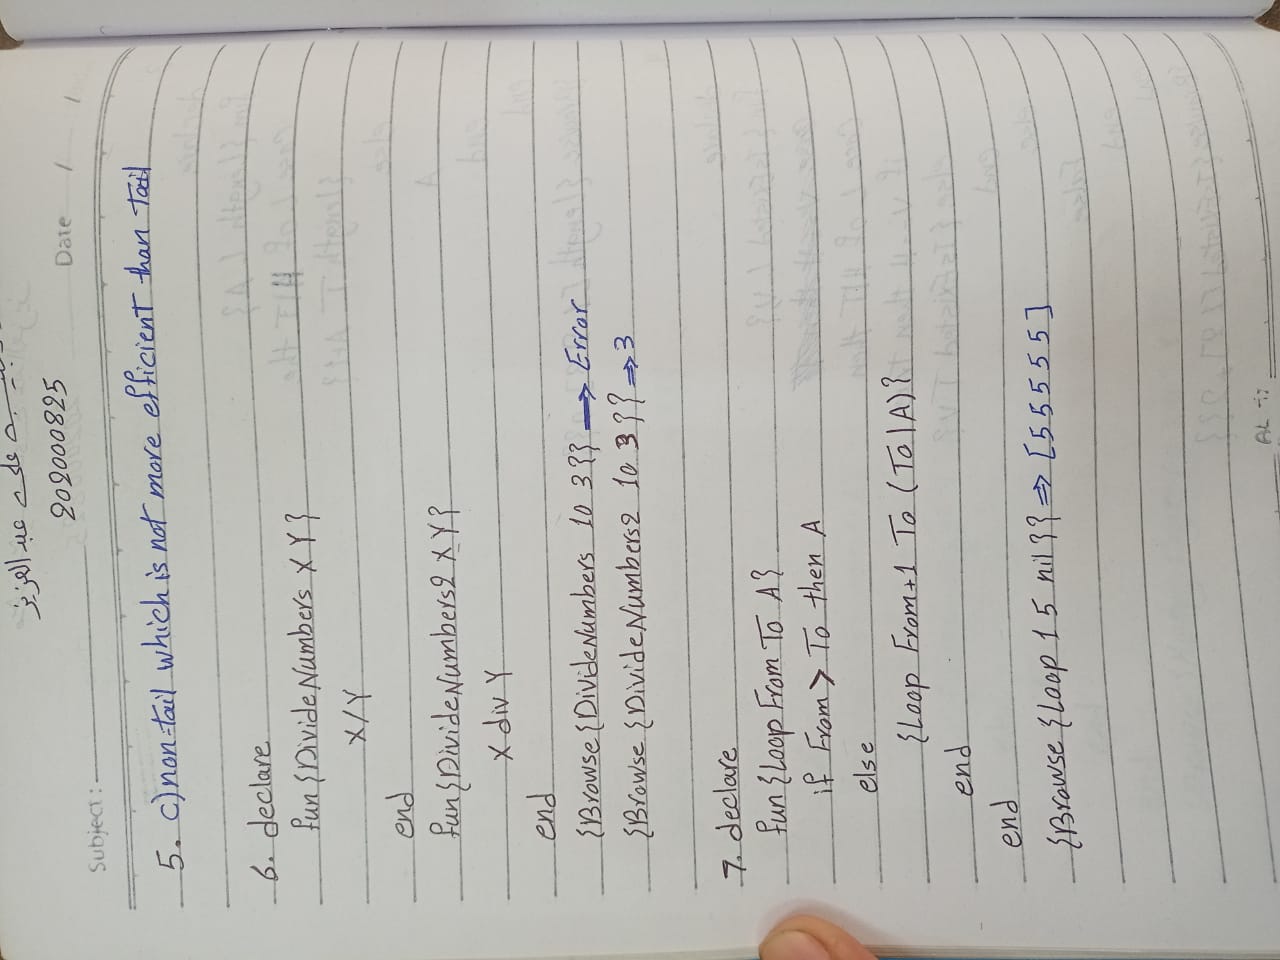 عبد العزيز
202000825
Subject:
Date / /
5. c) non-tail which is not more efficient than tail
6. declare
fun {DivideNumbers X Y}
X/Y
end
fun {DivideNumbers2 X Y}
X div Y
end
{Browse {DivideNumbers 10 3}} → Error
{Browse {DivideNumbers2 10 3}} ⇒ 3
7. declare
fun {Loop From To A}
if From > To then A
else
{Loop From+1 To (To|A)}
end
end
{Browse {Loop 1 5 nil}} ⇒ [5 5 5 5 5]